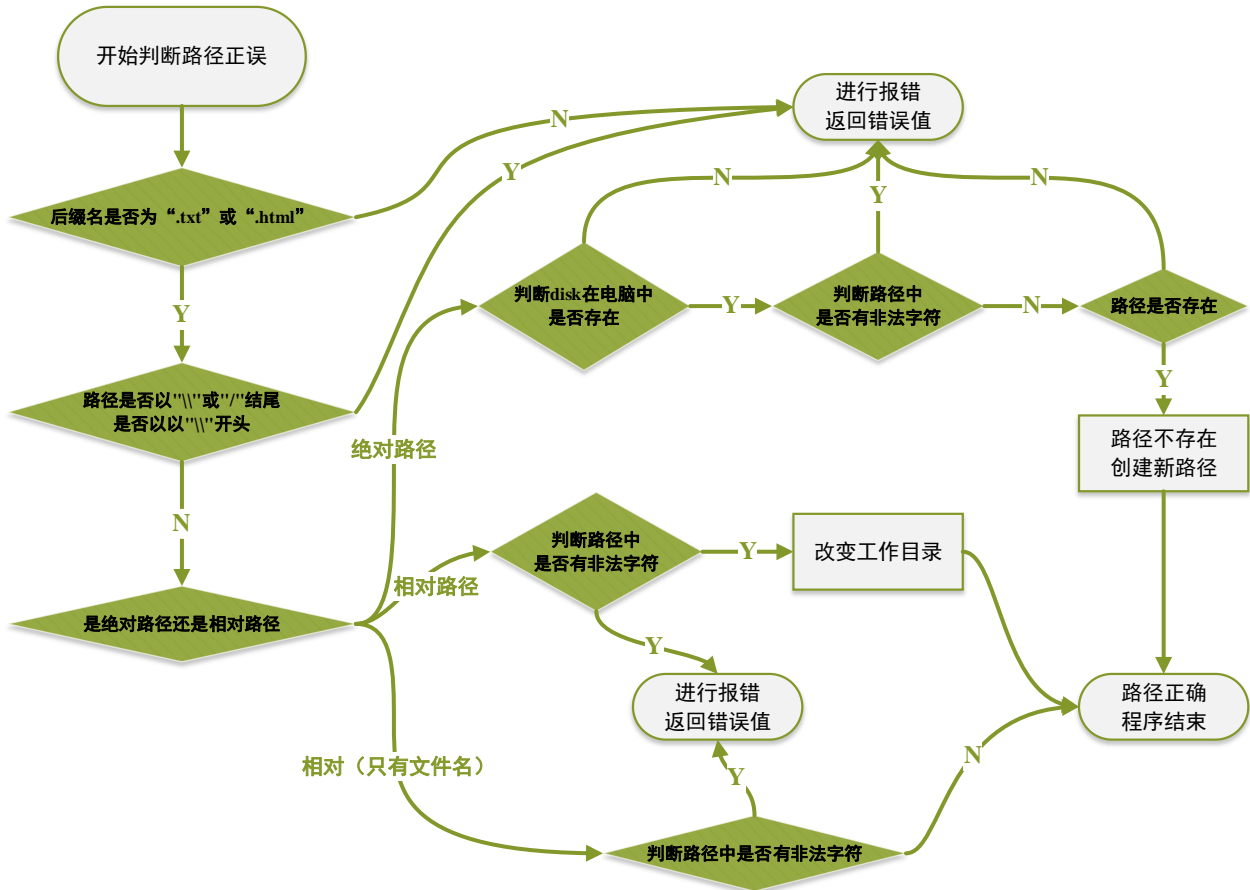 开始判断路径正误
进行报错
返回错误值
N
Y
后缀名是否为“.txt”或“.html”
N
Y
N
判断disk在电脑中
是否存在
Y
判断路径中
是否有非法字符
N
路径是否存在
Y
Y
路径是否以"\\"或"/"结尾
是否以以"\\"开头
绝对路径
路径不存在
创建新路径
N
判断路径中
是否有非法字符
Y
改变工作目录
相对路径
是绝对路径还是相对路径
Y
进行报错
返回错误值
路径正确
程序结束
相对（只有文件名）
Y
N
判断路径中是否有非法字符